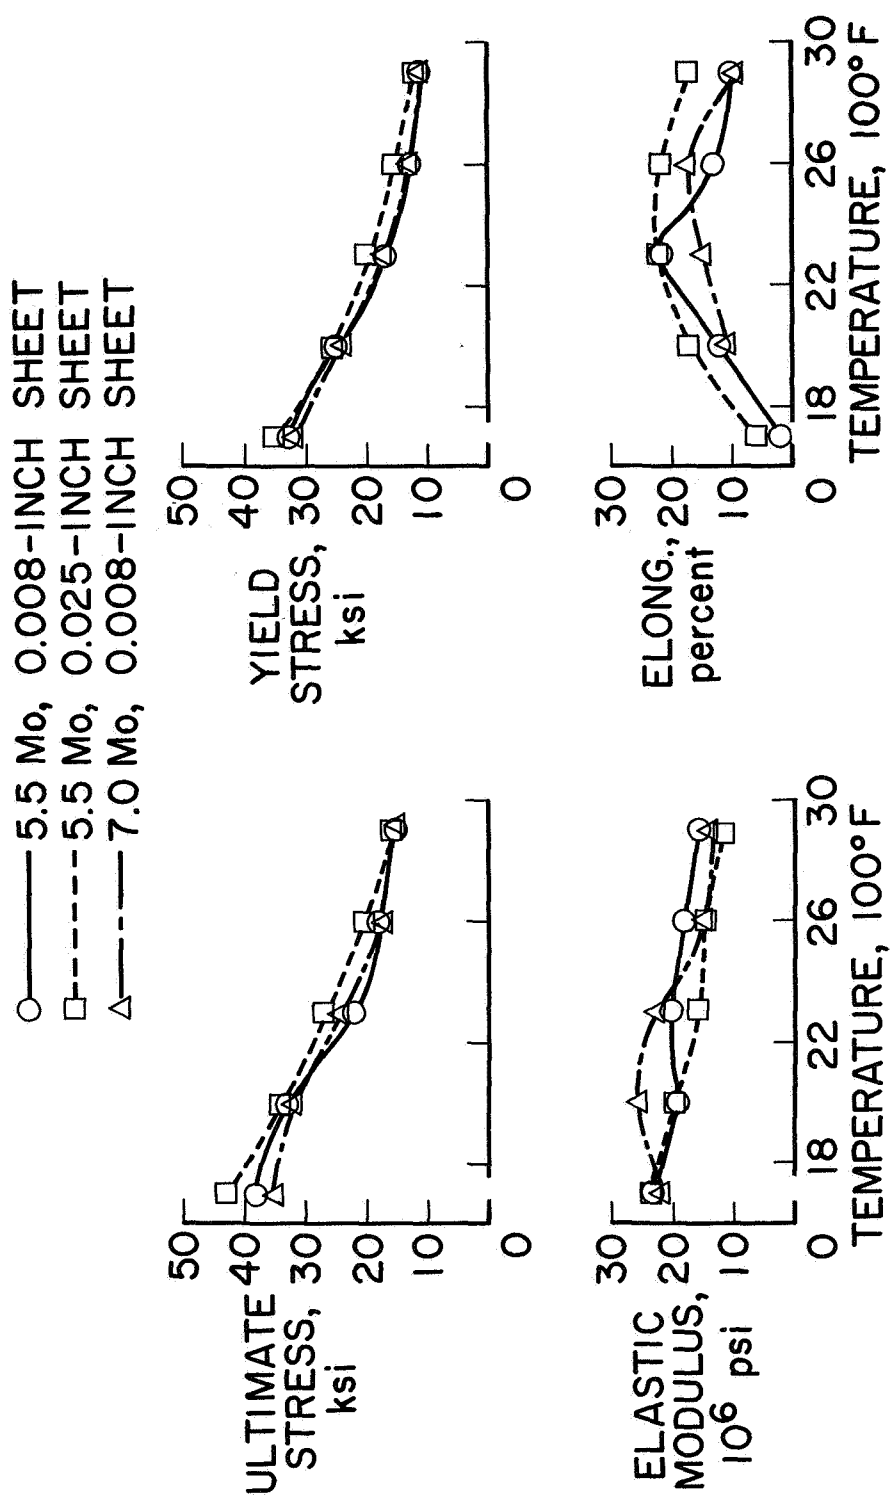 5.5 Mo, 0.008-INCH SHEET
5.5 Mo, 0.025-INCH SHEET
7.0 Mo, 0.008-INCH SHEET
50
40
30
20
10
0
ULTIMATE
STRESS,
ksi
50
40
30
20
10
0
YIELD
STRESS,
ksi
30
20
10
0
ELASTIC
MODULUS,
10⁶ psi
18
22
26
30
TEMPERATURE, 100°F
30
20
10
0
ELONG.,
percent
18
22
26
30
TEMPERATURE, 100°F